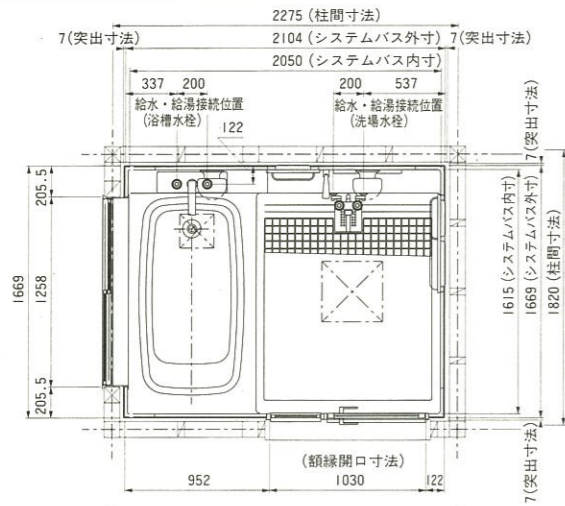 2275 (柱間寸法)
7(突出寸法) 2104 (システムバス外寸) 7(突出寸法)
2050 (システムバス内寸)
337 200 200 537
給水・給湯接続位置 給水・給湯接続位置
(浴槽水栓) (洗場水栓)
122
7(突出寸法)
205.5
1258
205.5
1669
1615 (システムバス内寸)
1669 (システムバス外寸)
1820 (柱間寸法)
7(突出寸法)
(額縁開口寸法)
952 1030 122